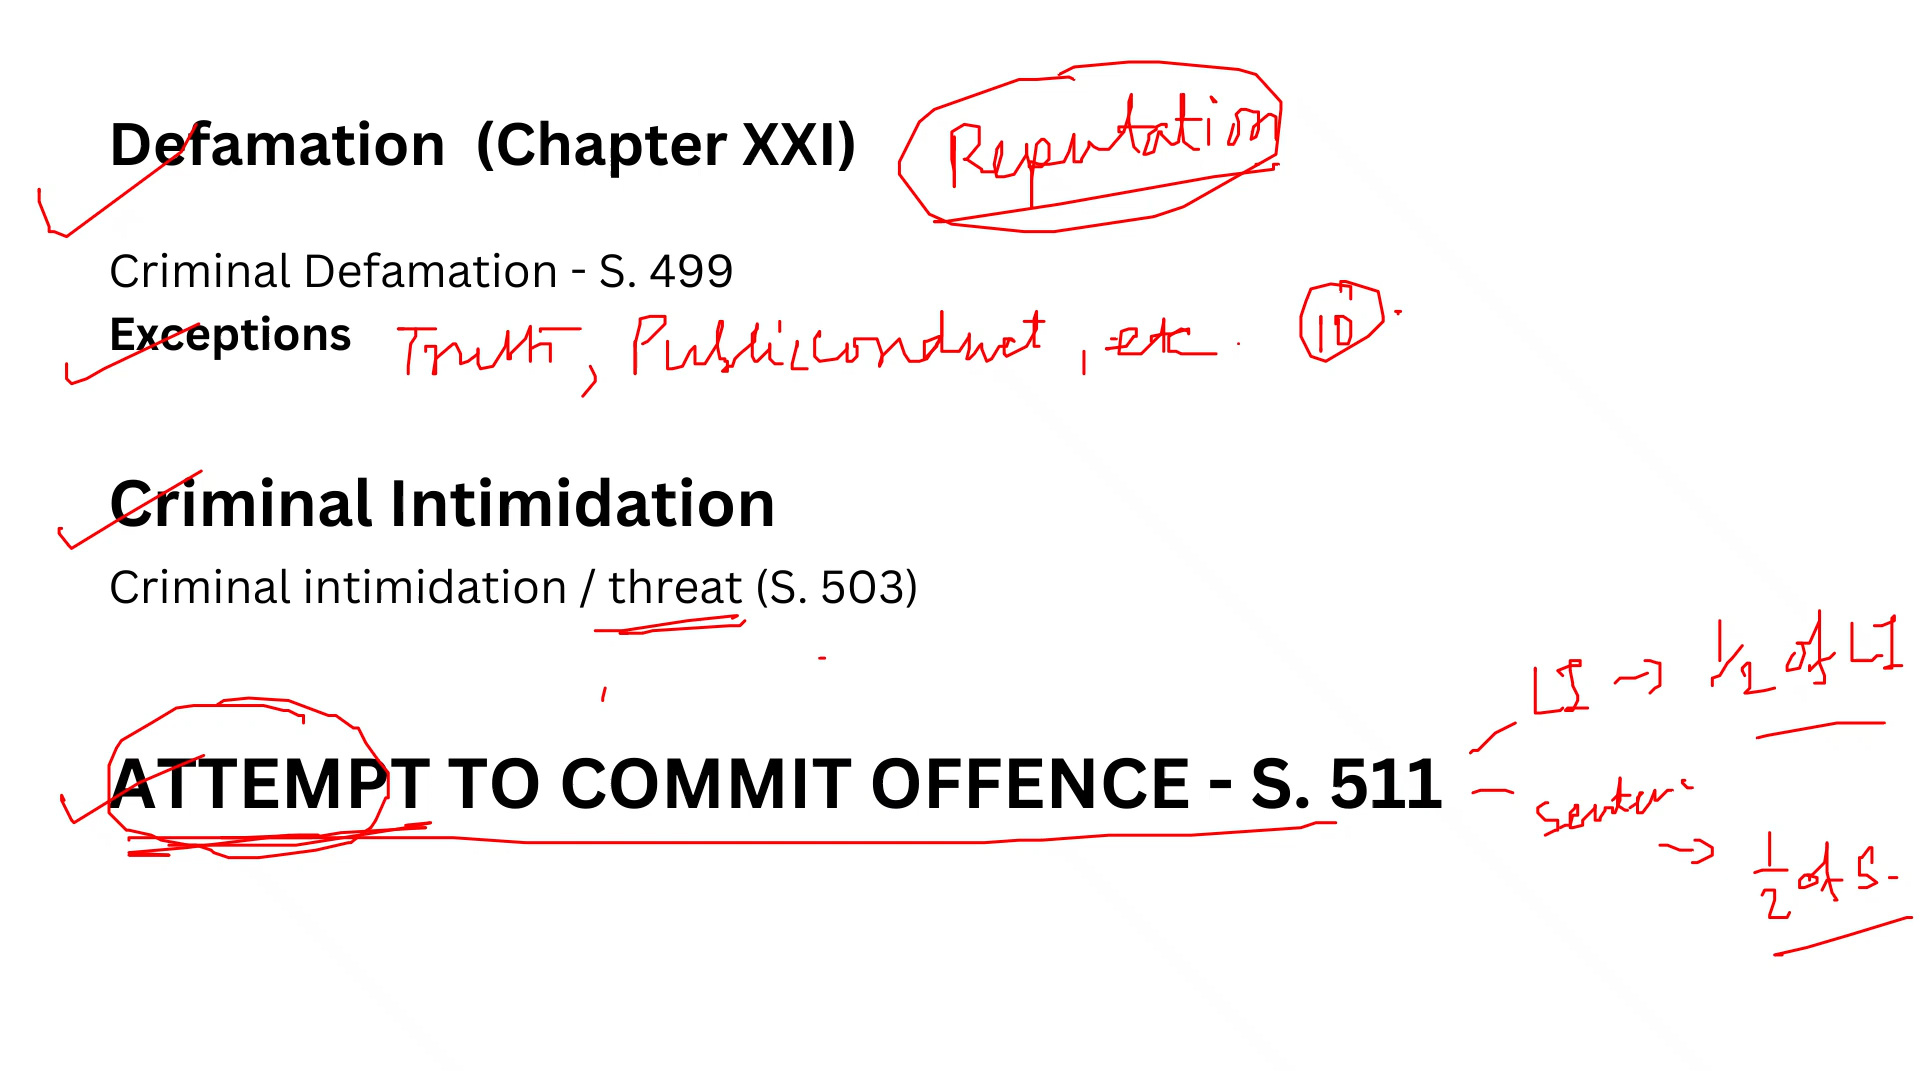 Defamation (Chapter XXI) Reputation
Criminal Defamation - S. 499
Exceptions Truth, Public conduct, etc. 10
Criminal Intimidation
Criminal intimidation / threat (S. 503)
LI → 1/2 of LI
ATTEMPT TO COMMIT OFFENCE - S. 511
→ 1/2 of S.